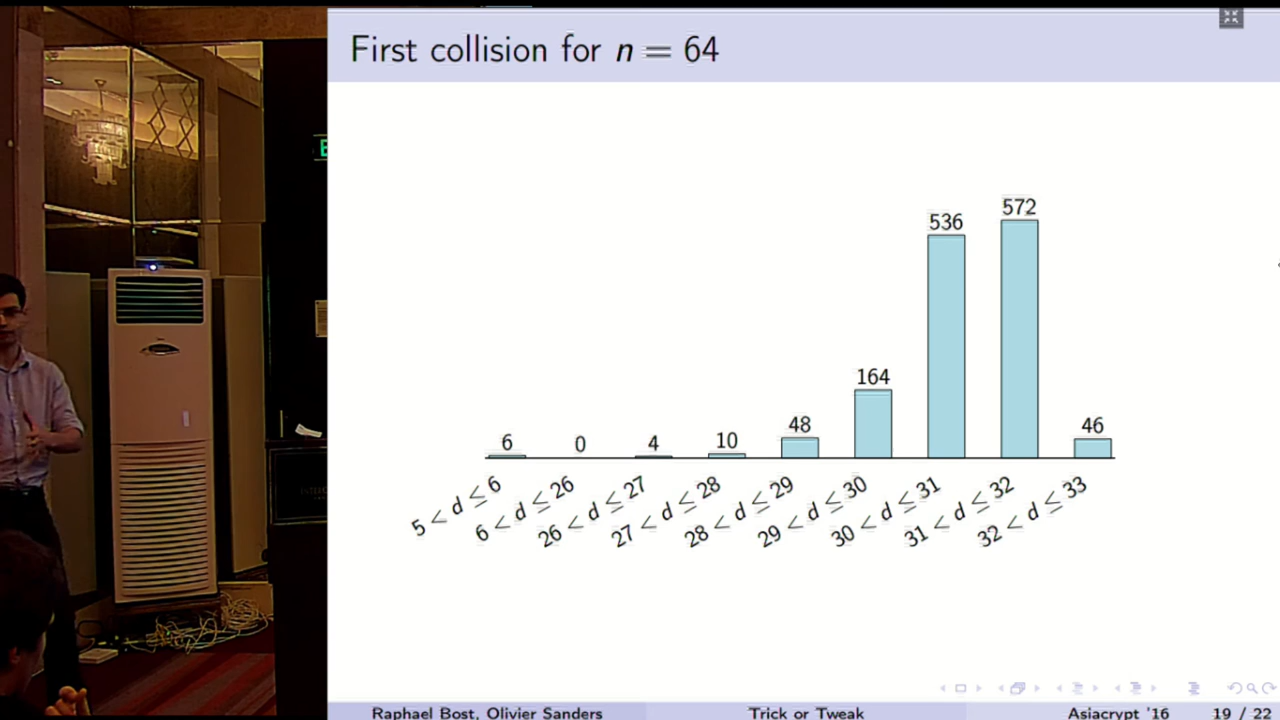 First collision for n = 64
6
0
4
10
48
164
536
572
46
5 < d ≤ 6
6 < d ≤ 26
26 < d ≤ 27
27 < d ≤ 28
28 < d ≤ 29
29 < d ≤ 30
30 < d ≤ 31
31 < d ≤ 32
32 < d ≤ 33
Raphael Bost, Olivier Sanders
Trick or Tweak
Asiacrypt '16
19 / 22